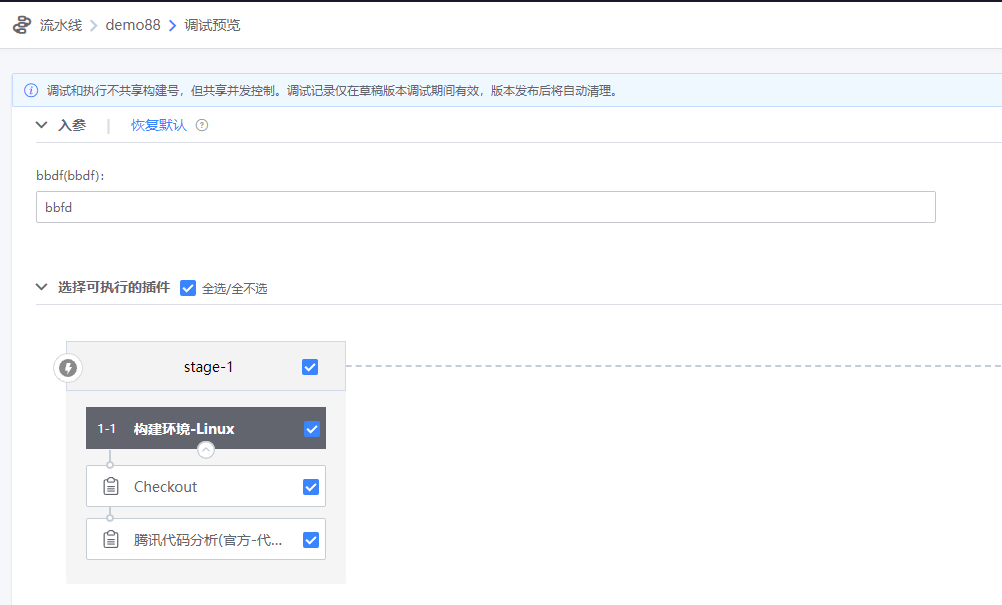 流水线 demo88 调试预览
调试和执行不共享构建号，但共享并发控制。调试记录仅在草稿版本调试期间有效，版本发布后将自动清理。
入参 | 恢复默认
bbdf(bbdf):
bbfd
选择可执行的插件 全选/全不选
stage-1
1-1 构建环境-Linux
Checkout
腾讯代码分析(官方-代...